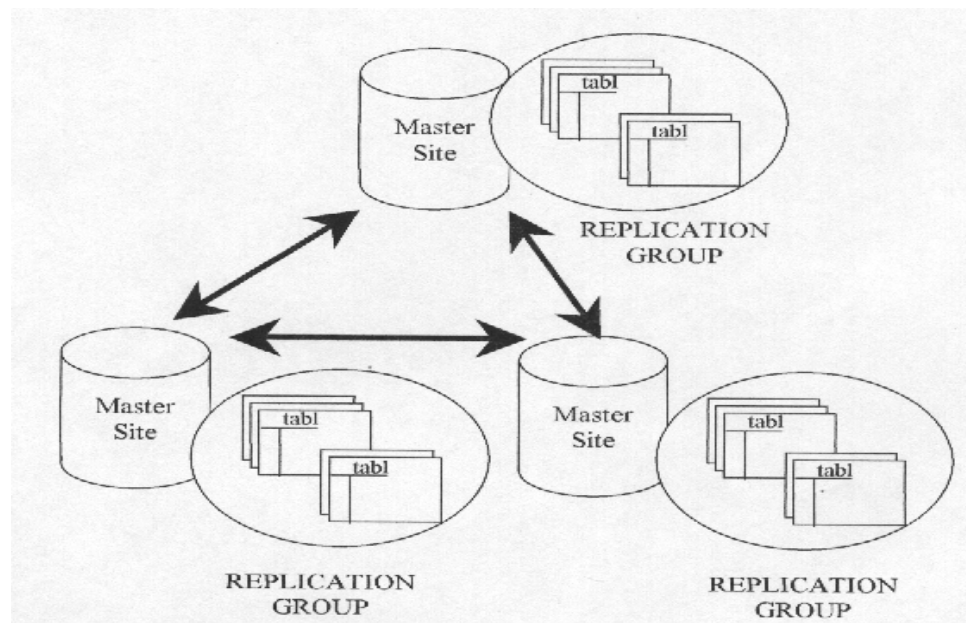 tabl
tabl
Master
Site
REPLICATION
GROUP
Master
Site
tabl
tabl
REPLICATION
GROUP
Master
Site
tabl
tabl
REPLICATION
GROUP